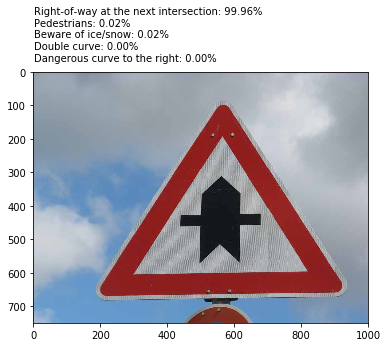 Right-of-way at the next intersection: 99.96%
Pedestrians: 0.02%
Beware of ice/snow: 0.02%
Double curve: 0.00%
Dangerous curve to the right: 0.00%
0
100
200
300
400
500
600
700
0 200 400 600 800 1000